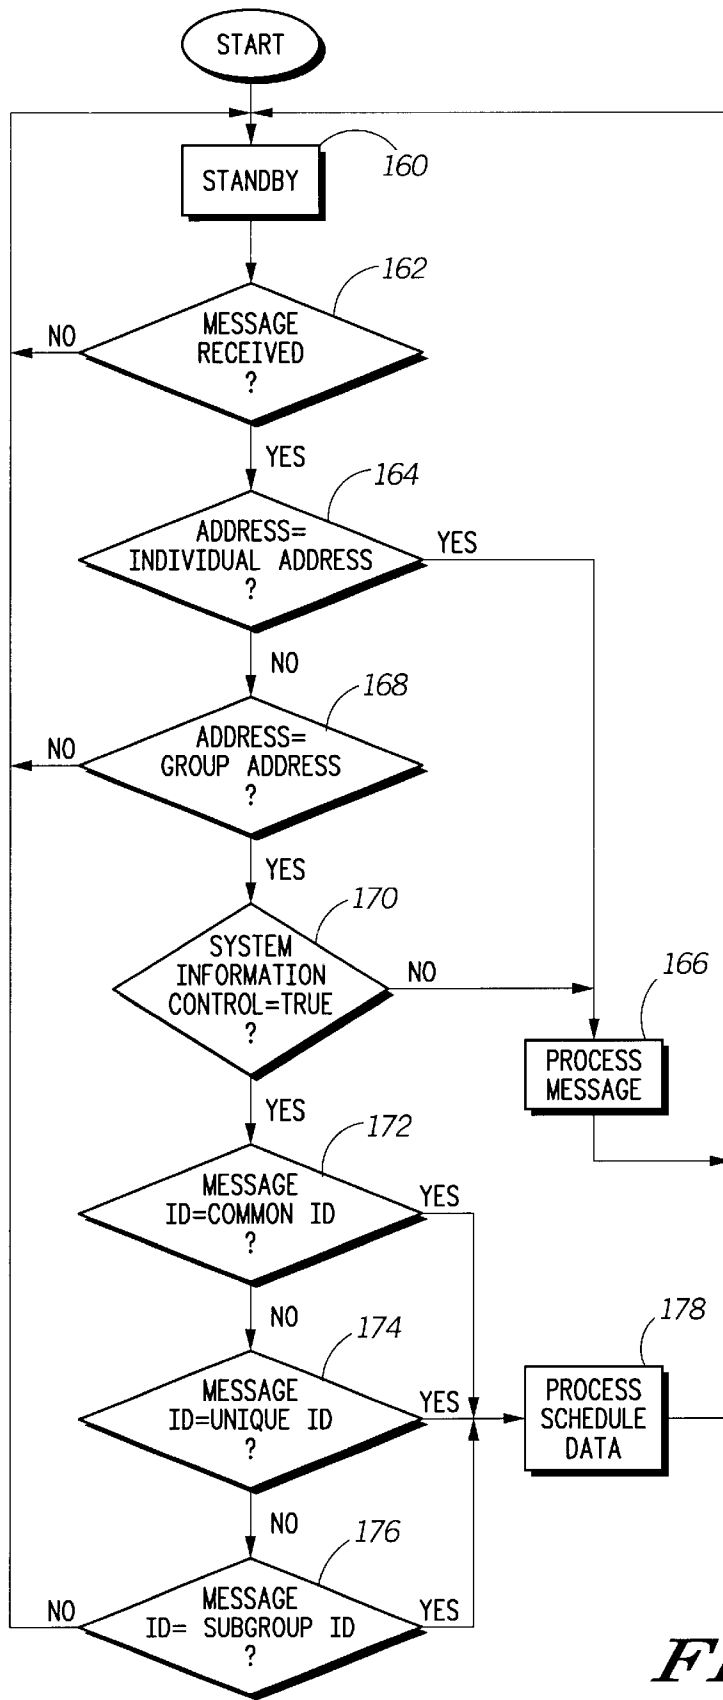 START
STANDBY
160
162
MESSAGE
RECEIVED
?
NO
YES
164
ADDRESS=
INDIVIDUAL ADDRESS
?
YES
NO
168
ADDRESS=
GROUP ADDRESS
?
NO
YES
170
SYSTEM
INFORMATION
CONTROL=TRUE
?
NO
166
PROCESS
MESSAGE
YES
172
MESSAGE
ID=COMMON ID
?
YES
NO
174
MESSAGE
ID=UNIQUE ID
?
YES
178
PROCESS
SCHEDULE
DATA
NO
176
MESSAGE
ID= SUBGROUP ID
?
NO
YES